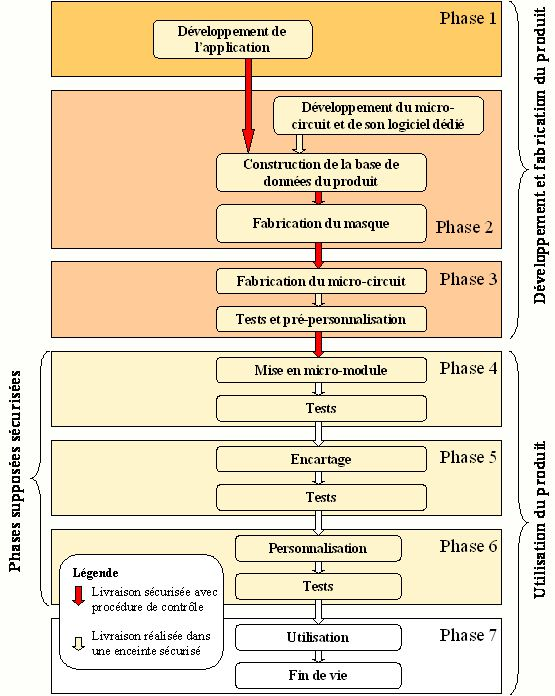 Phase 1
Développement de
l'application
Développement du micro-
circuit et de son logiciel dédié
Construction de la base de
données du produit
Fabrication du masque
Phase 2
Phase 3
Fabrication du micro-circuit
Tests et pré-personnalisation
Développement et fabrication du produit
Phase 4
Mise en micro-module
Tests
Phase 5
Encartage
Tests
Phase 6
Personnalisation
Tests
Phases supposées sécurisées
Phase 7
Utilisation
Fin de vie
Utilisation du produit
Légende
Livraison sécurisée avec
procédure de contrôle
Livraison réalisée dans
une enceinte sécurisé